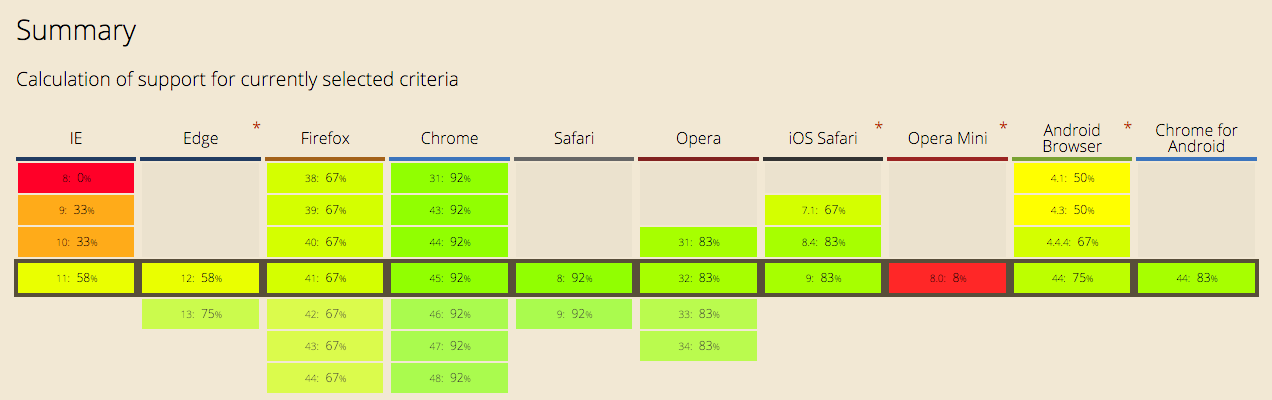 Summary
Calculation of support for currently selected criteria
IE Edge * Firefox Chrome Safari Opera iOS Safari * Opera Mini * Android Browser * Chrome for Android
8: 0% 38: 67% 31: 92% 4.1: 50%
9: 33% 39: 67% 43: 92% 7.1: 67% 4.3: 50%
10: 33% 40: 67% 44: 92% 31: 83% 8.4: 83% 4.4.4: 67%
11: 58% 12: 58% 41: 67% 45: 92% 8: 92% 32: 83% 9: 83% 8.0: 8% 44: 75% 44: 83%
13: 75% 42: 67% 46: 92% 9: 92% 33: 83%
43: 67% 47: 92% 34: 83%
44: 67% 48: 92%